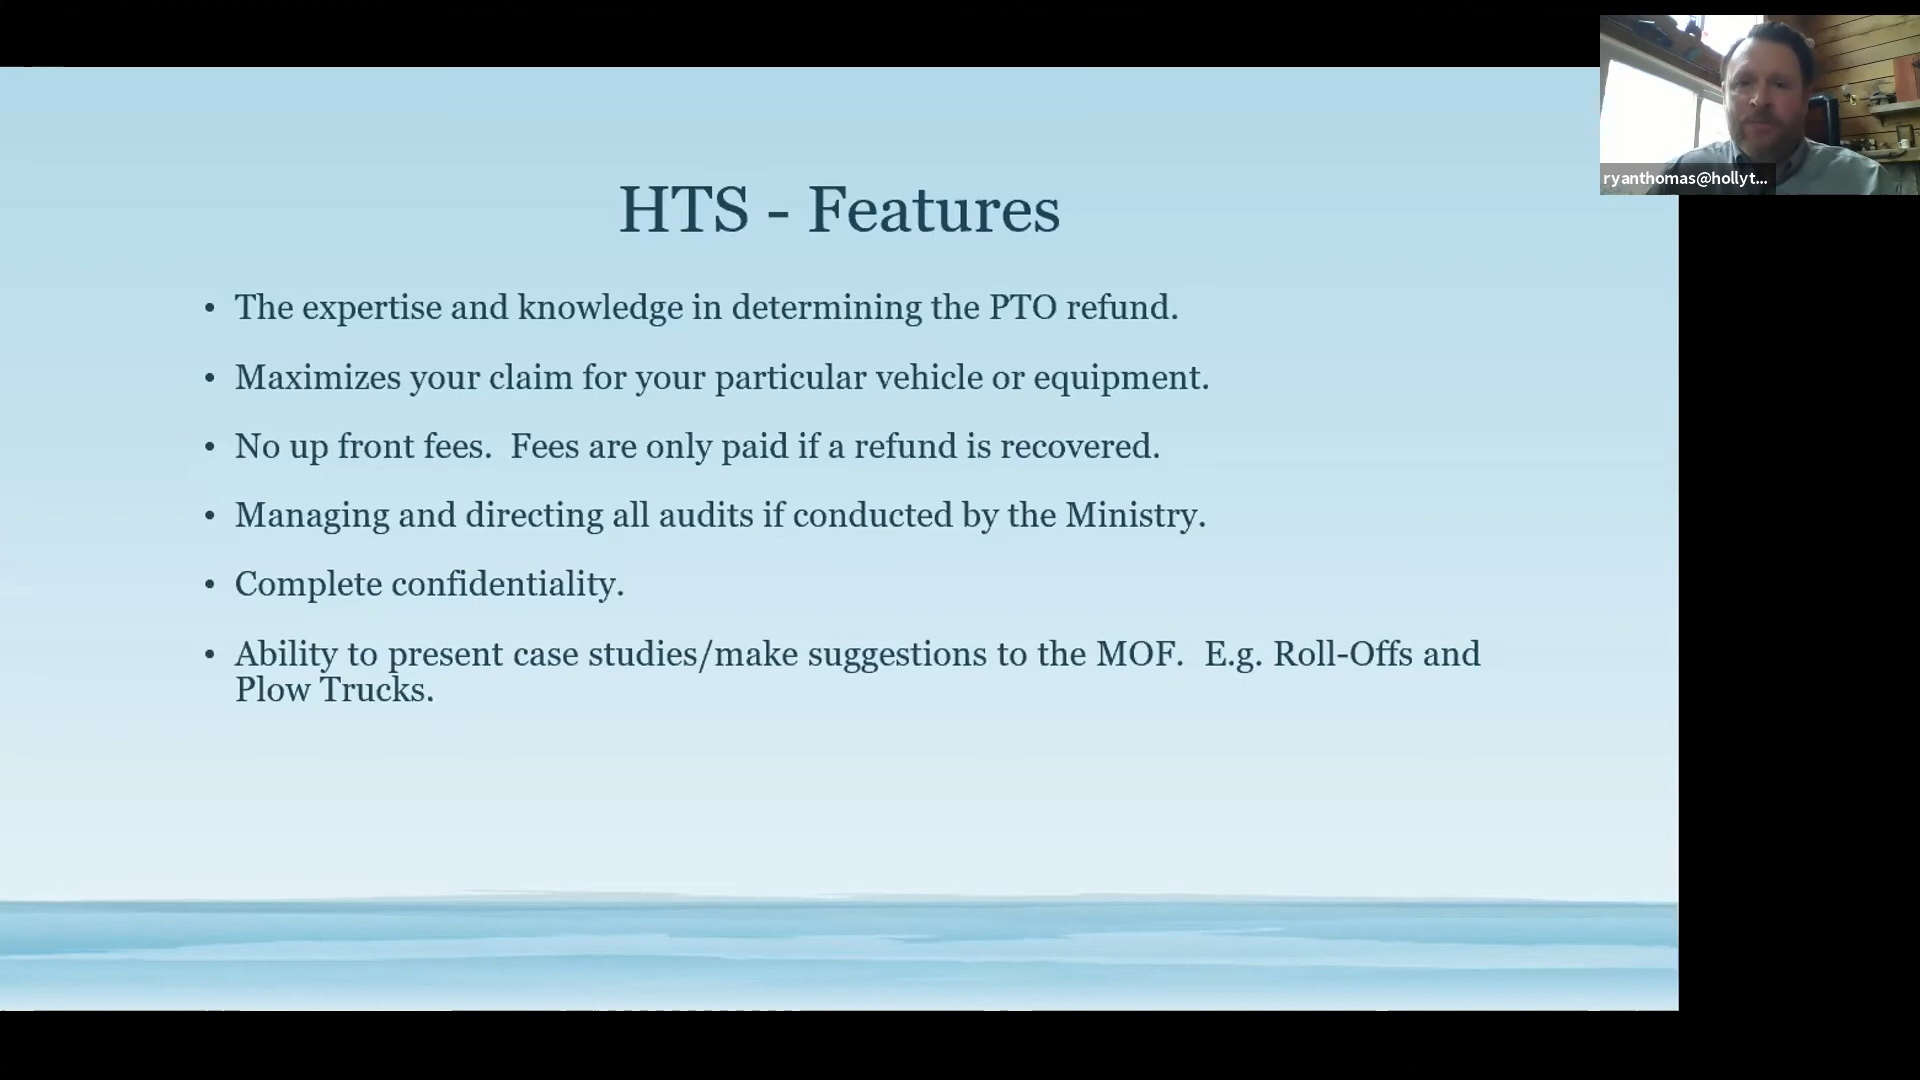 ryanthomas@hollyt...
HTS - Features
• The expertise and knowledge in determining the PTO refund.
• Maximizes your claim for your particular vehicle or equipment.
• No up front fees.  Fees are only paid if a refund is recovered.
• Managing and directing all audits if conducted by the Ministry.
• Complete confidentiality.
• Ability to present case studies/make suggestions to the MOF.  E.g. Roll-Offs and
Plow Trucks.